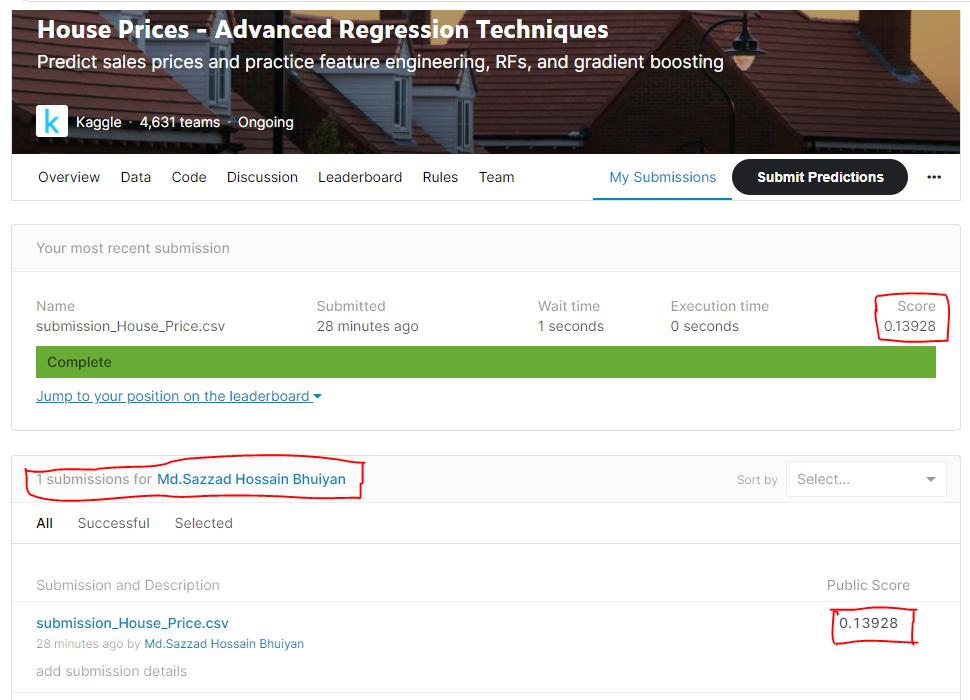 House Prices - Advanced Regression Techniques
Predict sales prices and practice feature engineering, RFs, and gradient boosting
k Kaggle · 4,631 teams · Ongoing
Overview Data Code Discussion Leaderboard Rules Team My Submissions Submit Predictions ···
Your most recent submission
Name Submitted Wait time Execution time Score
submission_House_Price.csv 28 minutes ago 1 seconds 0 seconds 0.13928
Complete
Jump to your position on the leaderboard
1 submissions for Md.Sazzad Hossain Bhuiyan Sort by Select...
All Successful Selected
Submission and Description Public Score
submission_House_Price.csv 0.13928
28 minutes ago by Md.Sazzad Hossain Bhuiyan
add submission details